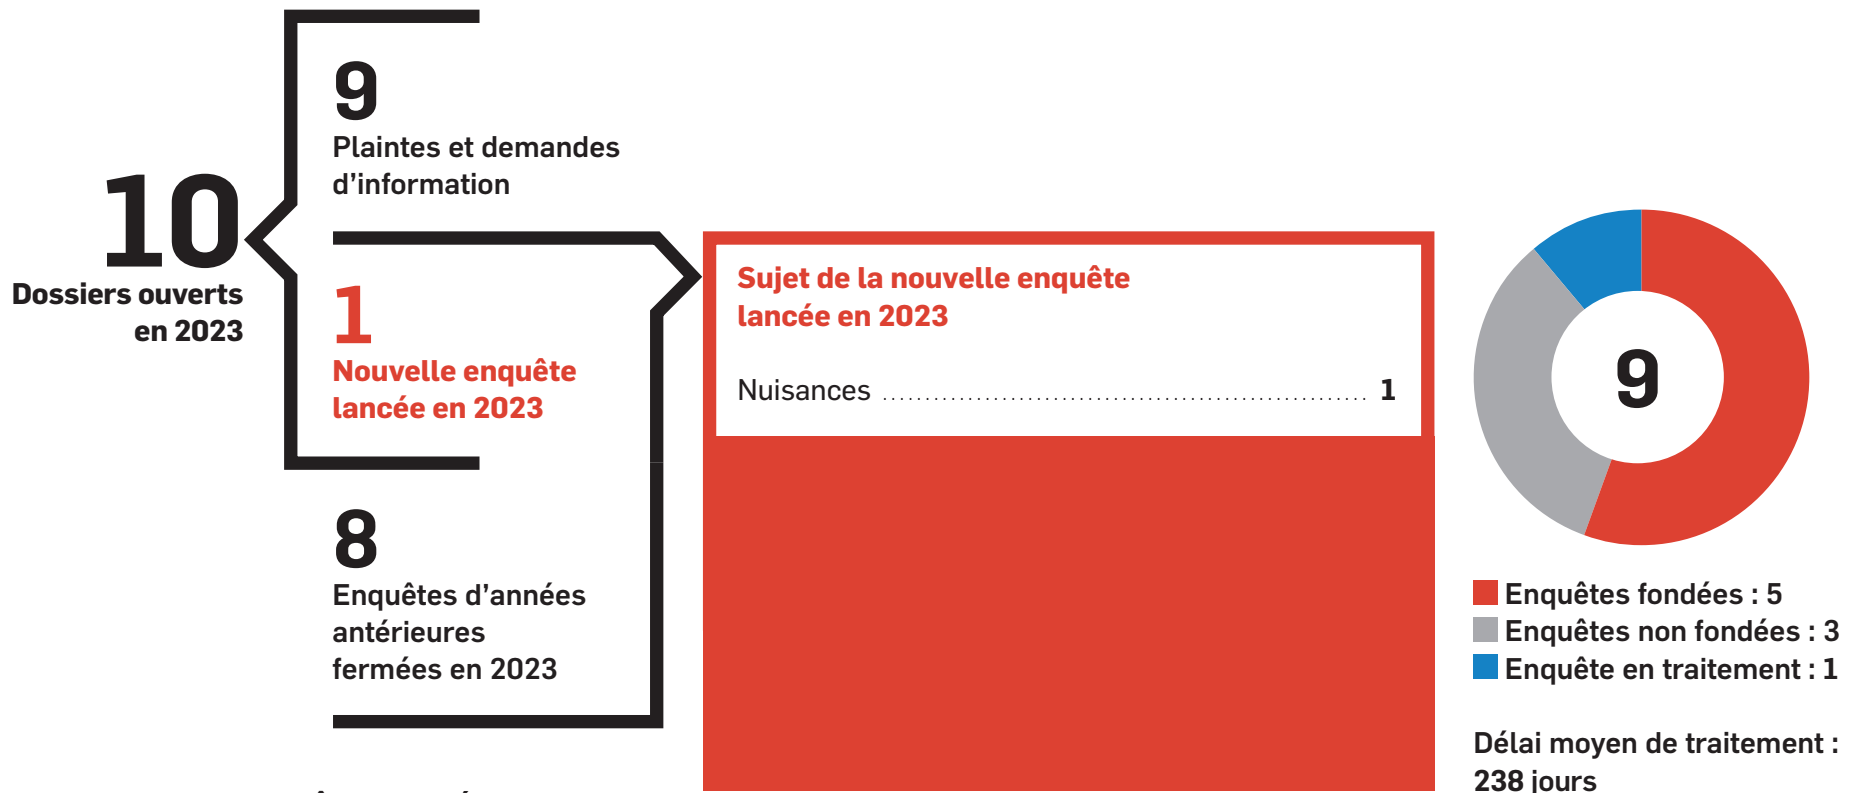 10
Dossiers ouverts
en 2023
9
Plaintes et demandes
d’information
1
Nouvelle enquête
lancée en 2023
8
Enquêtes d’années
antérieures
fermées en 2023
Sujet de la nouvelle enquête
lancée en 2023
Nuisances ........................................................ 1
9
Enquêtes fondées : 5
Enquêtes non fondées : 3
Enquête en traitement : 1
Délai moyen de traitement :
238 jours